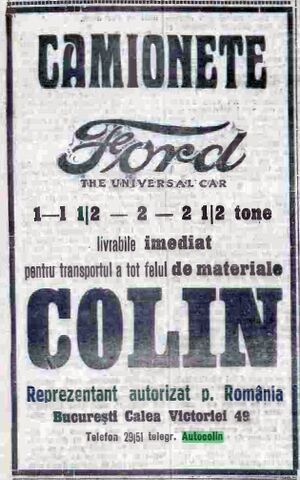 CAMIONETE
Ford
THE UNIVERSAL CAR
1—1 1|2 — 2 — 2 1|2 tone
livrabile imediat
pentru transportul a tot felul de materiale
COLIN
Reprezentant autorizat p. România
București Calea Victoriei 49
Telefon 29|51 telegr. Autocolin